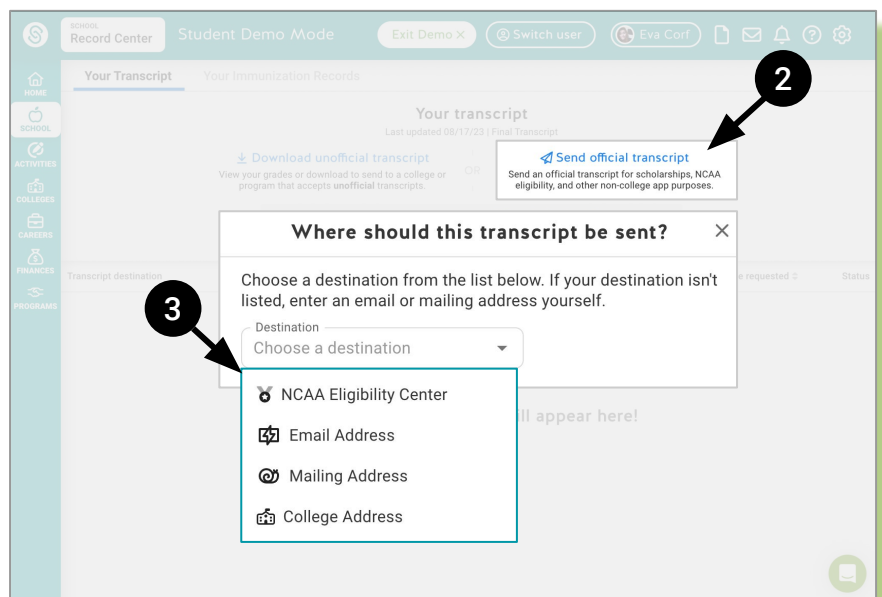 SCHOOL
Record Center
Student Demo Mode
Exit Demo ×
Switch user
Eva Corf
HOME
SCHOOL
ACTIVITIES
COLLEGES
CAREERS
FINANCES
PROGRAMS
Your Transcript
Your Immunization Records
2
Your transcript
Last updated 08/17/23 | Final Transcript
Download unofficial transcript
View your grades or download to send to a college or
program that accepts unofficial transcripts.
OR
Send official transcript
Send an official transcript for scholarships, NCAA
eligibility, and other non-college app purposes.
Where should this transcript be sent?
Transcript destination
requested
Status
Choose a destination from the list below. If your destination isn't
listed, enter an email or mailing address yourself.
3
Destination
Choose a destination
NCAA Eligibility Center
Email Address
Mailing Address
College Address
appear here!